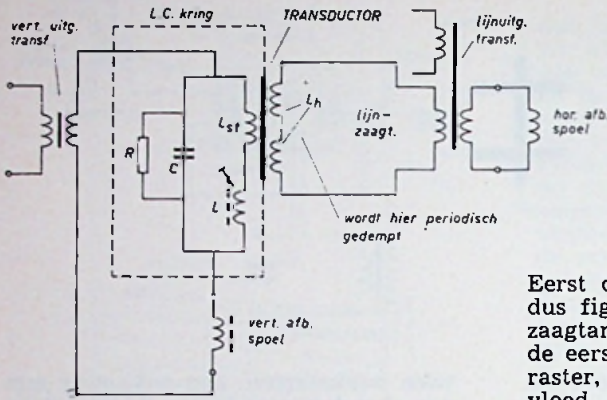 vert. uitg.
transf.
L.C. kring
TRANSDUCTOR
lijnuitg.
transf.
R
C
Lst
L
Lh
lijn-
zaagt.
hor. afb.
spoel
wordt hier periodisch
gedempt
vert. afb.
spoel
Eerst d
dus fig
zaagtan
de eers
raster,
vloed